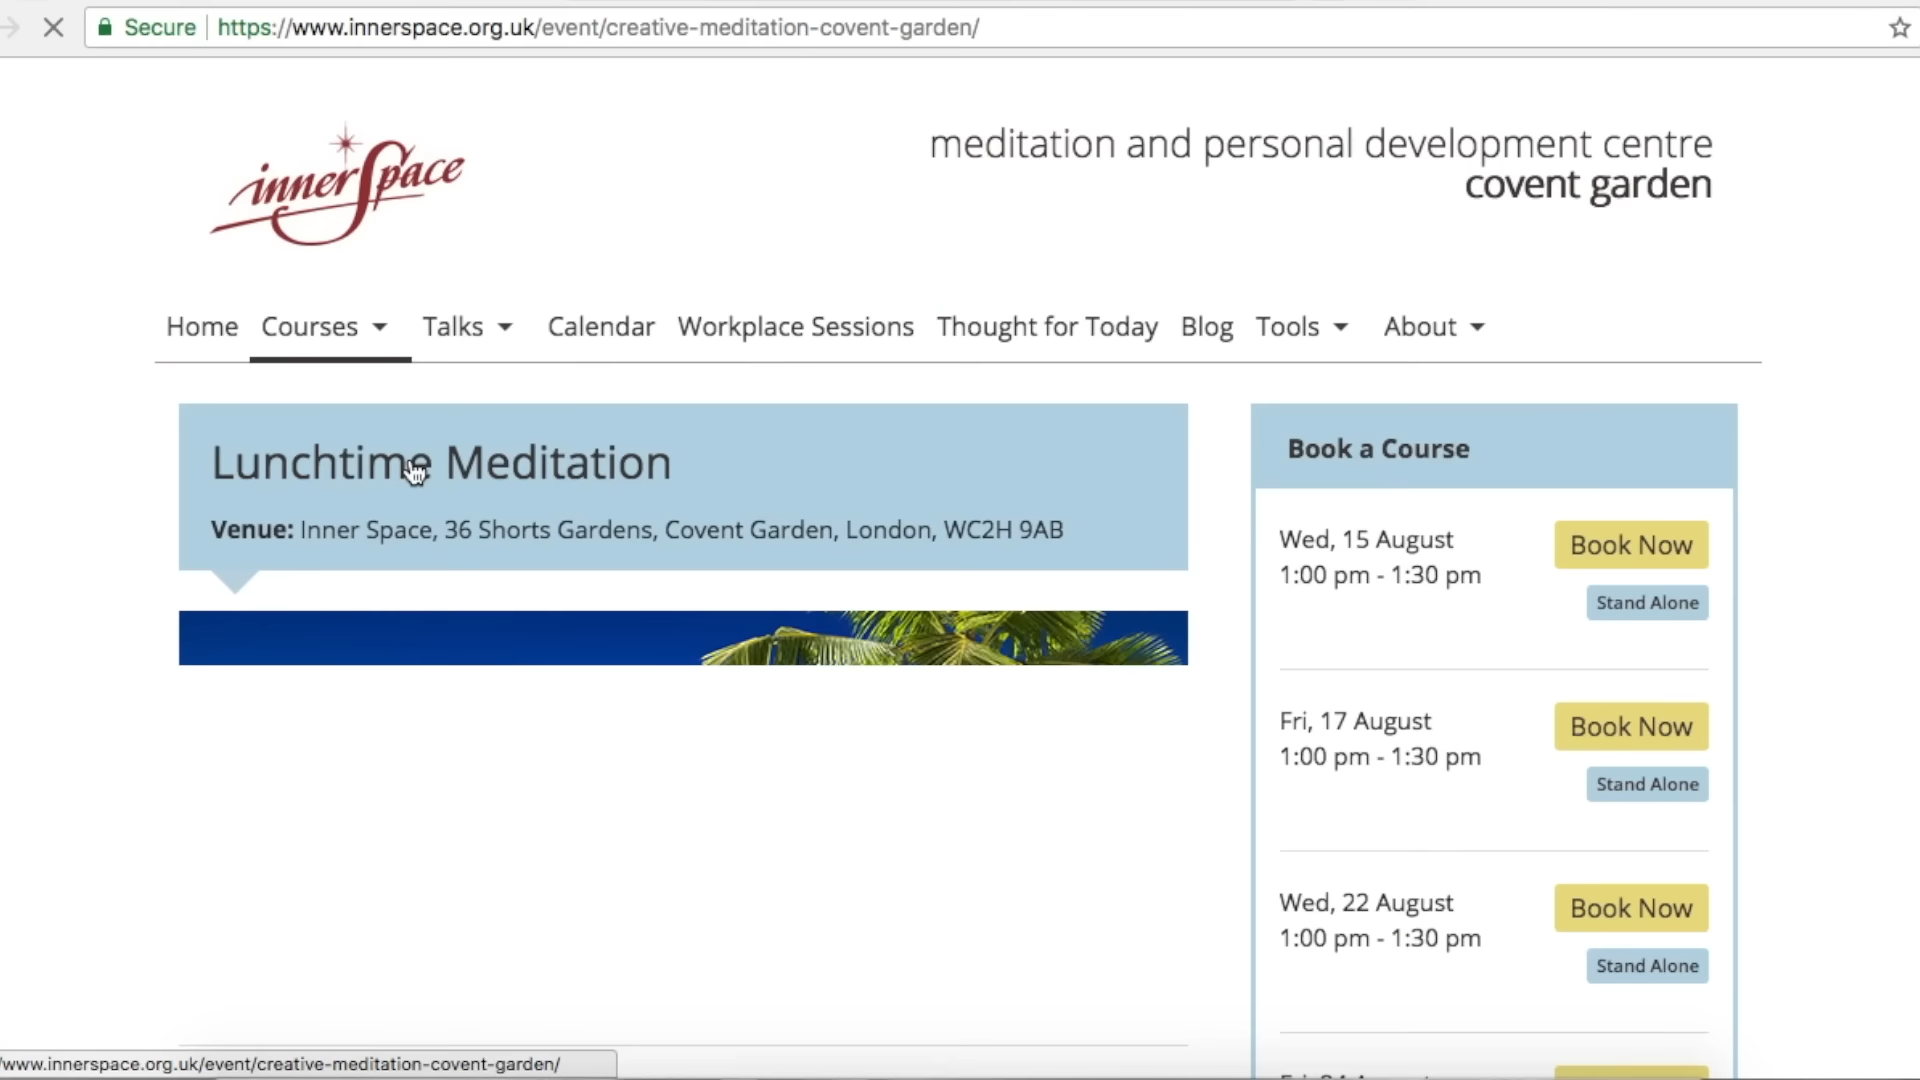 Secure https://www.innerspace.org.uk/event/creative-meditation-covent-garden/
inner space
meditation and personal development centre
covent garden
Home Courses Talks Calendar Workplace Sessions Thought for Today Blog Tools About
Lunchtime Meditation
Venue: Inner Space, 36 Shorts Gardens, Covent Garden, London, WC2H 9AB
Book a Course
Wed, 15 August
1:00 pm - 1:30 pm
Book Now
Stand Alone
Fri, 17 August
1:00 pm - 1:30 pm
Book Now
Stand Alone
Wed, 22 August
1:00 pm - 1:30 pm
Book Now
Stand Alone
/www.innerspace.org.uk/event/creative-meditation-covent-garden/